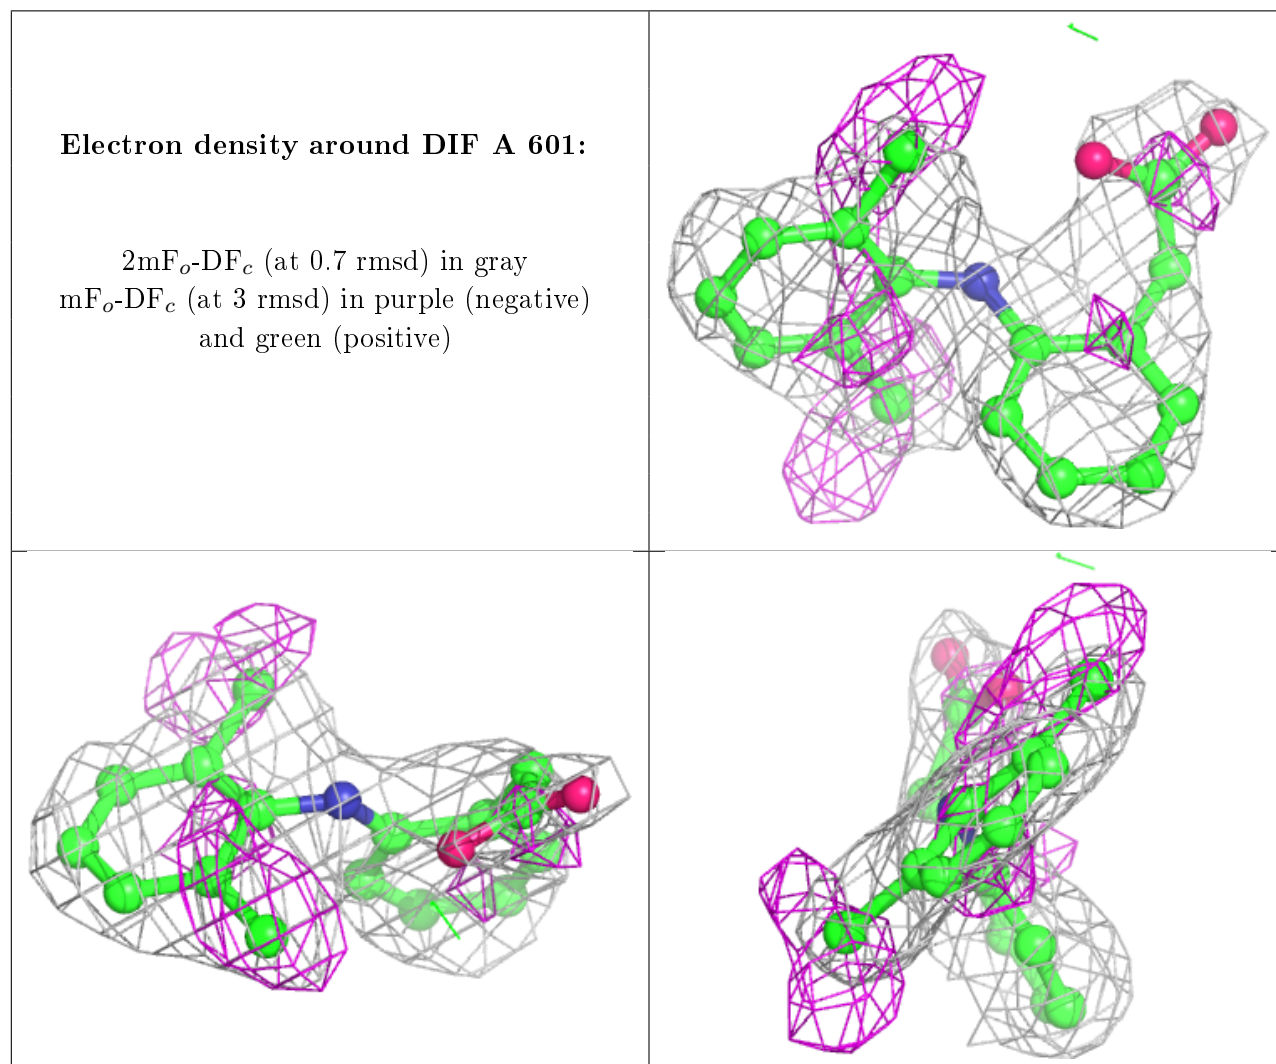 Electron density around DIF A 601:
2mFo-DFc (at 0.7 rmsd) in gray
mFo-DFc (at 3 rmsd) in purple (negative)
and green (positive)